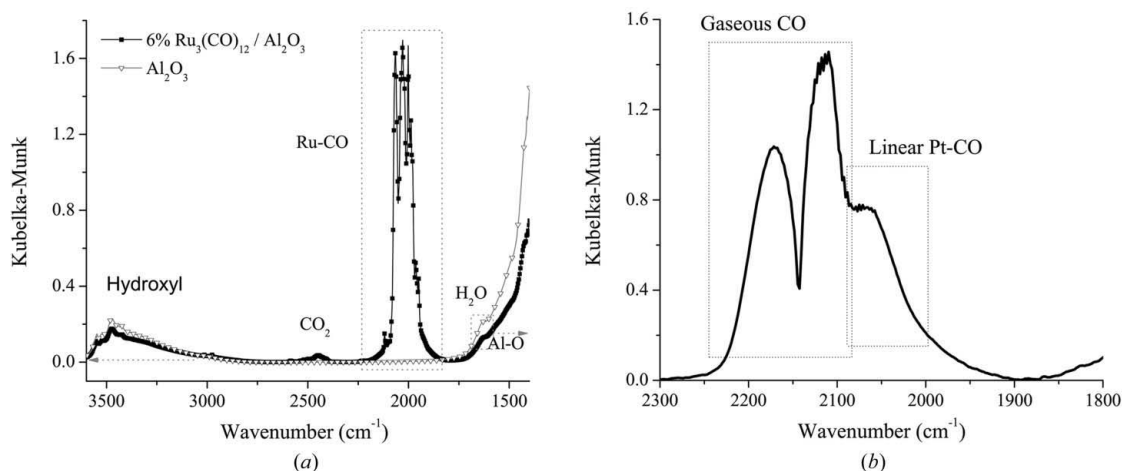 1.6
1.2
0.8
0.4
0.0
Kubelka-Munk
6% Ru₃(CO)₁₂ / Al₂O₃
Al₂O₃
Ru-CO
Hydroxyl
CO₂
H₂O
Al-O
3500 3000 2500 2000 1500
Wavenumber (cm⁻¹)
(a)
1.6
1.2
0.8
0.4
0.0
Kubelka-Munk
Gaseous CO
Linear Pt-CO
2300 2200 2100 2000 1900 1800
Wavenumber (cm⁻¹)
(b)